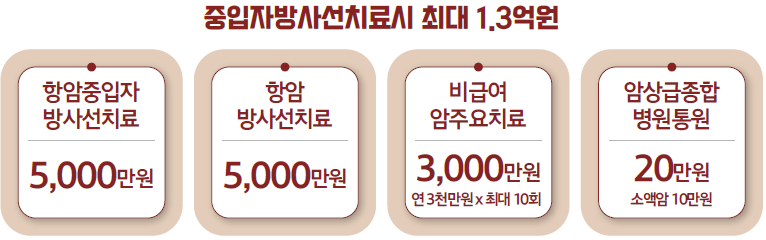 중입자방사선치료시 최대 1.3억원
항암중입자
방사선치료
5,000만원
항암
방사선치료
5,000만원
비급여
암주요치료
3,000만원
연 3천만원 x 최대 10회
암상급종합
병원통원
20만원
소액암 10만원